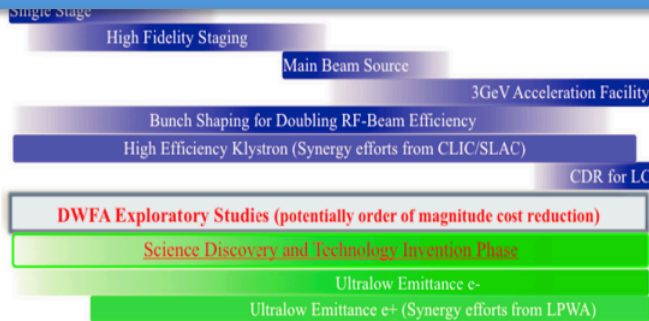 Single Stage
High Fidelity Staging
Main Beam Source
3GeV Acceleration Facility
Bunch Shaping for Doubling RF-Beam Efficiency
High Efficiency Klystron (Synergy efforts from CLIC/SLAC)
CDR for LC
DWFA Exploratory Studies (potentially order of magnitude cost reduction)
Science Discovery and Technology Invention Phase
Ultralow Emittance e-
Ultralow Emittance e+ (Synergy efforts from LPWA)